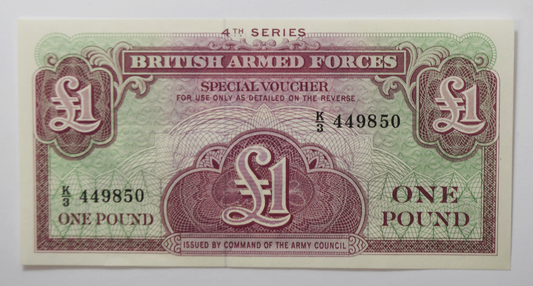 4TH SERIES
BRITISH ARMED FORCES
£1
£1
SPECIAL VOUCHER
FOR USE ONLY AS DETAILED ON THE REVERSE
K/3 449850
£1
K/3 449850
ONE POUND
ONE
POUND
ISSUED BY COMMAND OF THE ARMY COUNCIL